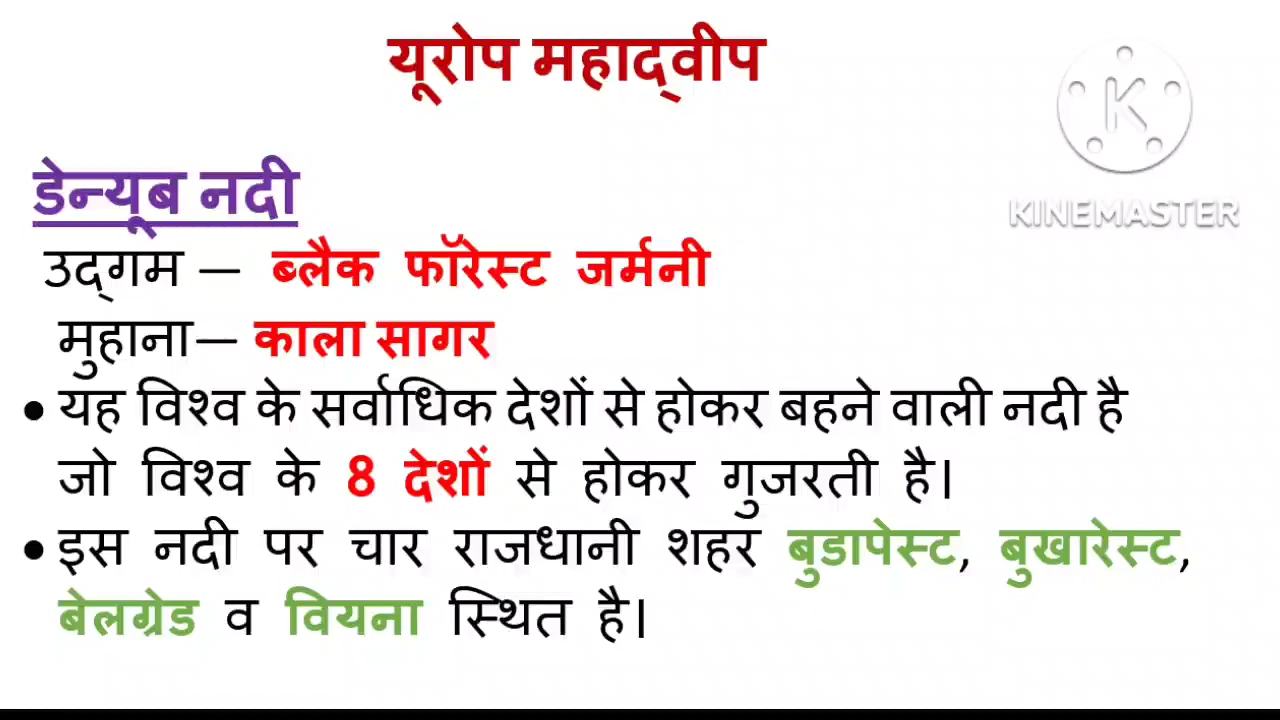 यूरोप महाद्वीप
K
KINEMASTER
डेन्यूब नदी
उद्गम — ब्लैक फॉरेस्ट जर्मनी
मुहाना— काला सागर
• यह विश्व के सर्वाधिक देशों से होकर बहने वाली नदी है
जो विश्व के 8 देशों से होकर गुजरती है।
• इस नदी पर चार राजधानी शहर बुडापेस्ट, बुखारेस्ट,
बेलग्रेड व वियना स्थित है।